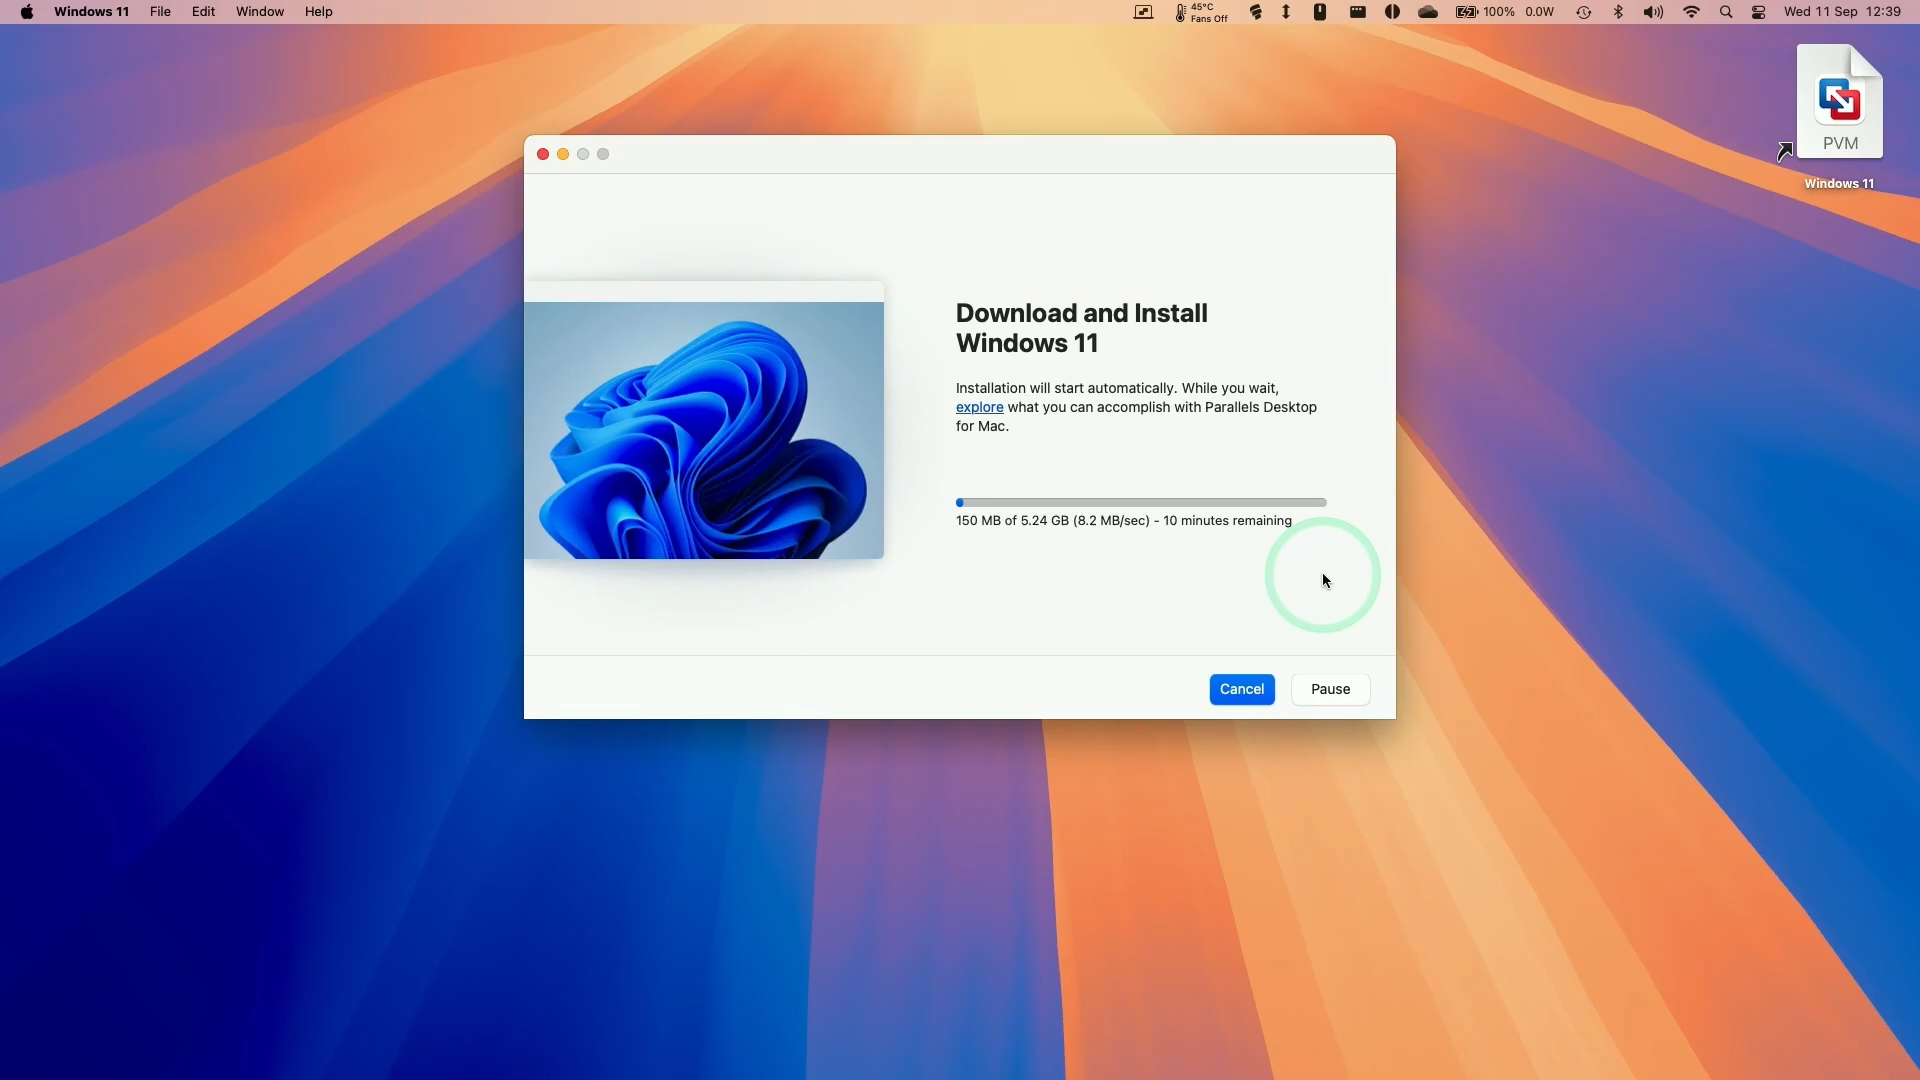 Windows 11 File Edit Window Help 45°C Fans Off 100% 0.0W Wed 11 Sep 12:39
PVM
Windows 11
Download and Install
Windows 11
Installation will start automatically. While you wait,
explore what you can accomplish with Parallels Desktop
for Mac.
150 MB of 5.24 GB (8.2 MB/sec) - 10 minutes remaining
Cancel Pause